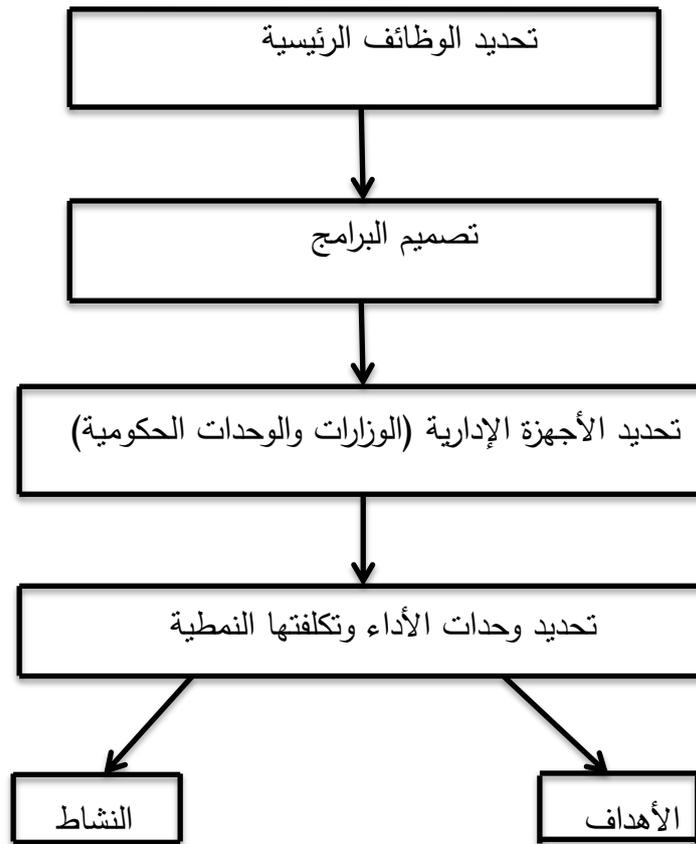 تحديد الوظائف الرئيسية
تصميم البرامج
تحديد الأجهزة الإدارية (الوزارات والوحدات الحكومية)
تحديد وحدات الأداء وتكلفتها النمطية
الأهداف
النشاط